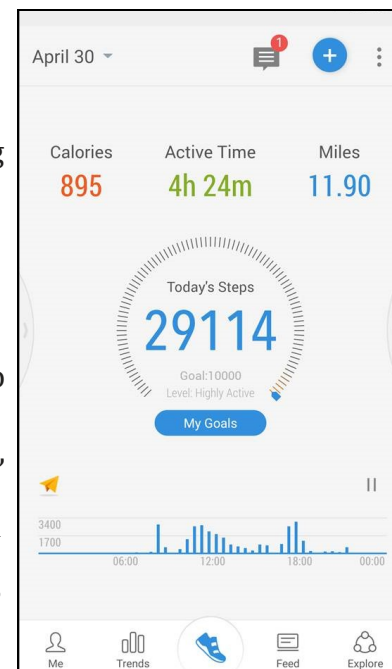 April 30
1
Calories Active Time Miles
895 4h 24m 11.90
Today's Steps
29114
Goal:10000
Level: Highly Active
My Goals
3400
1700
06:00 12:00 18:00 00:00
Me Trends Feed Explore